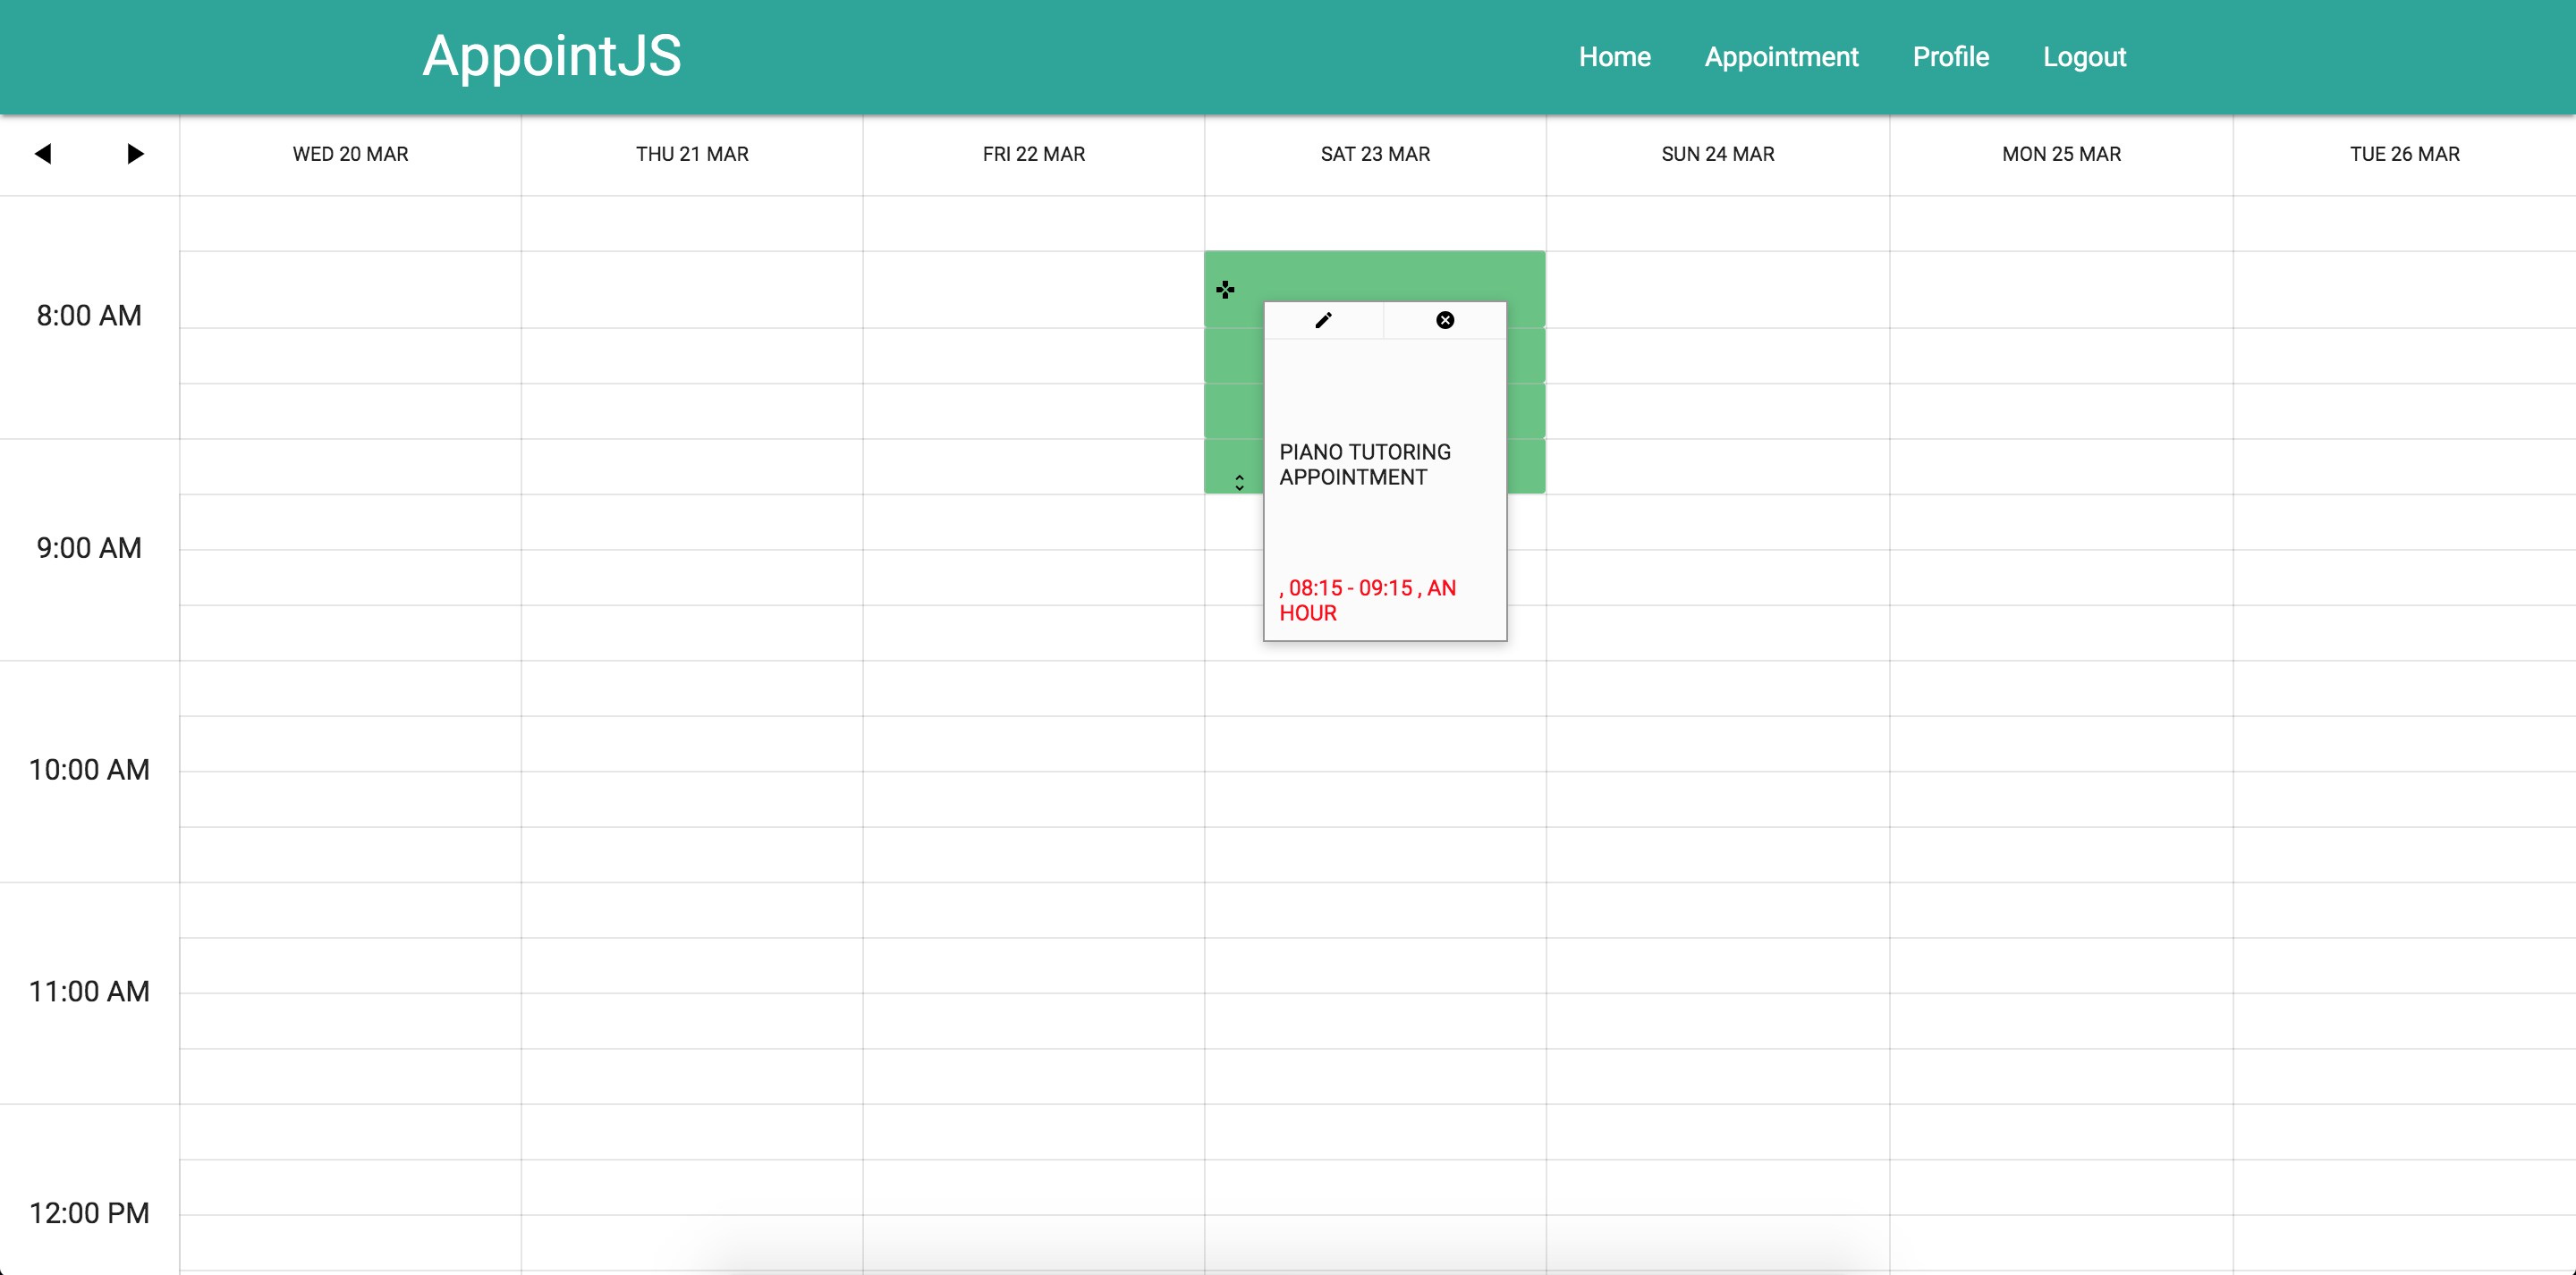 AppointJS
Home Appointment Profile Logout
WED 20 MAR THU 21 MAR FRI 22 MAR SAT 23 MAR SUN 24 MAR MON 25 MAR TUE 26 MAR
8:00 AM
PIANO TUTORING
APPOINTMENT
9:00 AM
, 08:15 - 09:15 , AN
HOUR
10:00 AM
11:00 AM
12:00 PM